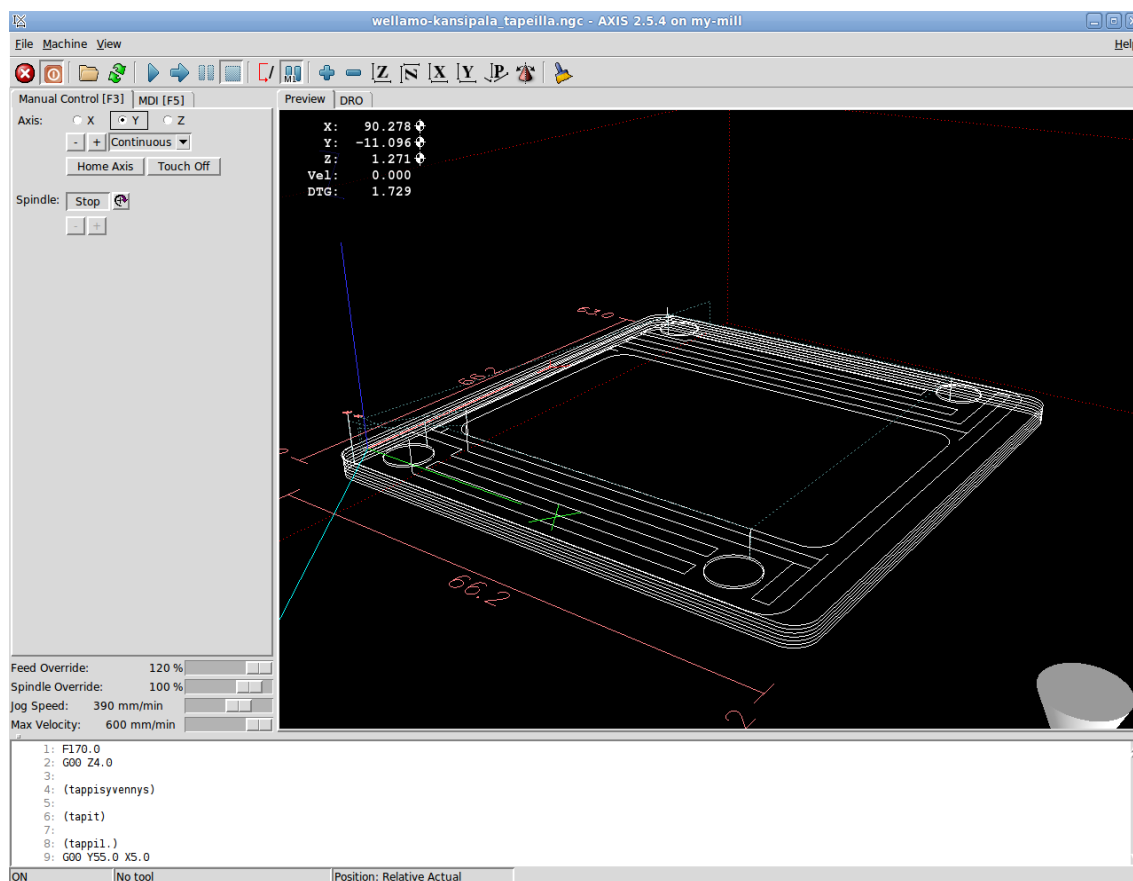 wellamo-kansipala_tapeilla.ngc - AXIS 2.5.4 on my-mill
File Machine View Help
Manual Control [F3] MDI [F5] Preview DRO
Axis: X Y Z
- + Continuous
Home Axis Touch Off
Spindle: Stop
- +
X: 90.278
Y: -11.096
Z: 1.271
Vel: 0.000
DTG: 1.729
63.0
66.2
Feed Override: 120 %
Spindle Override: 100 %
Jog Speed: 390 mm/min
Max Velocity: 600 mm/min
1: F170.0
2: G00 Z4.0
3:
4: (tappisyvennys)
5:
6: (tapit)
7:
8: (tappi1.)
9: G00 Y55.0 X5.0
ON No tool Position: Relative Actual